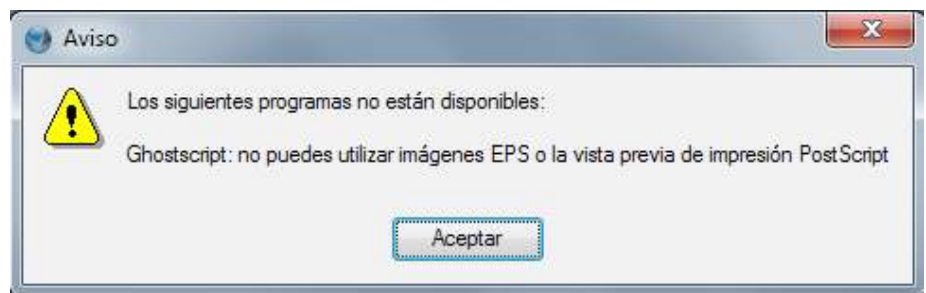 Aviso
Los siguientes programas no están disponibles:
Ghostscript: no puedes utilizar imágenes EPS o la vista previa de impresión PostScript
Aceptar